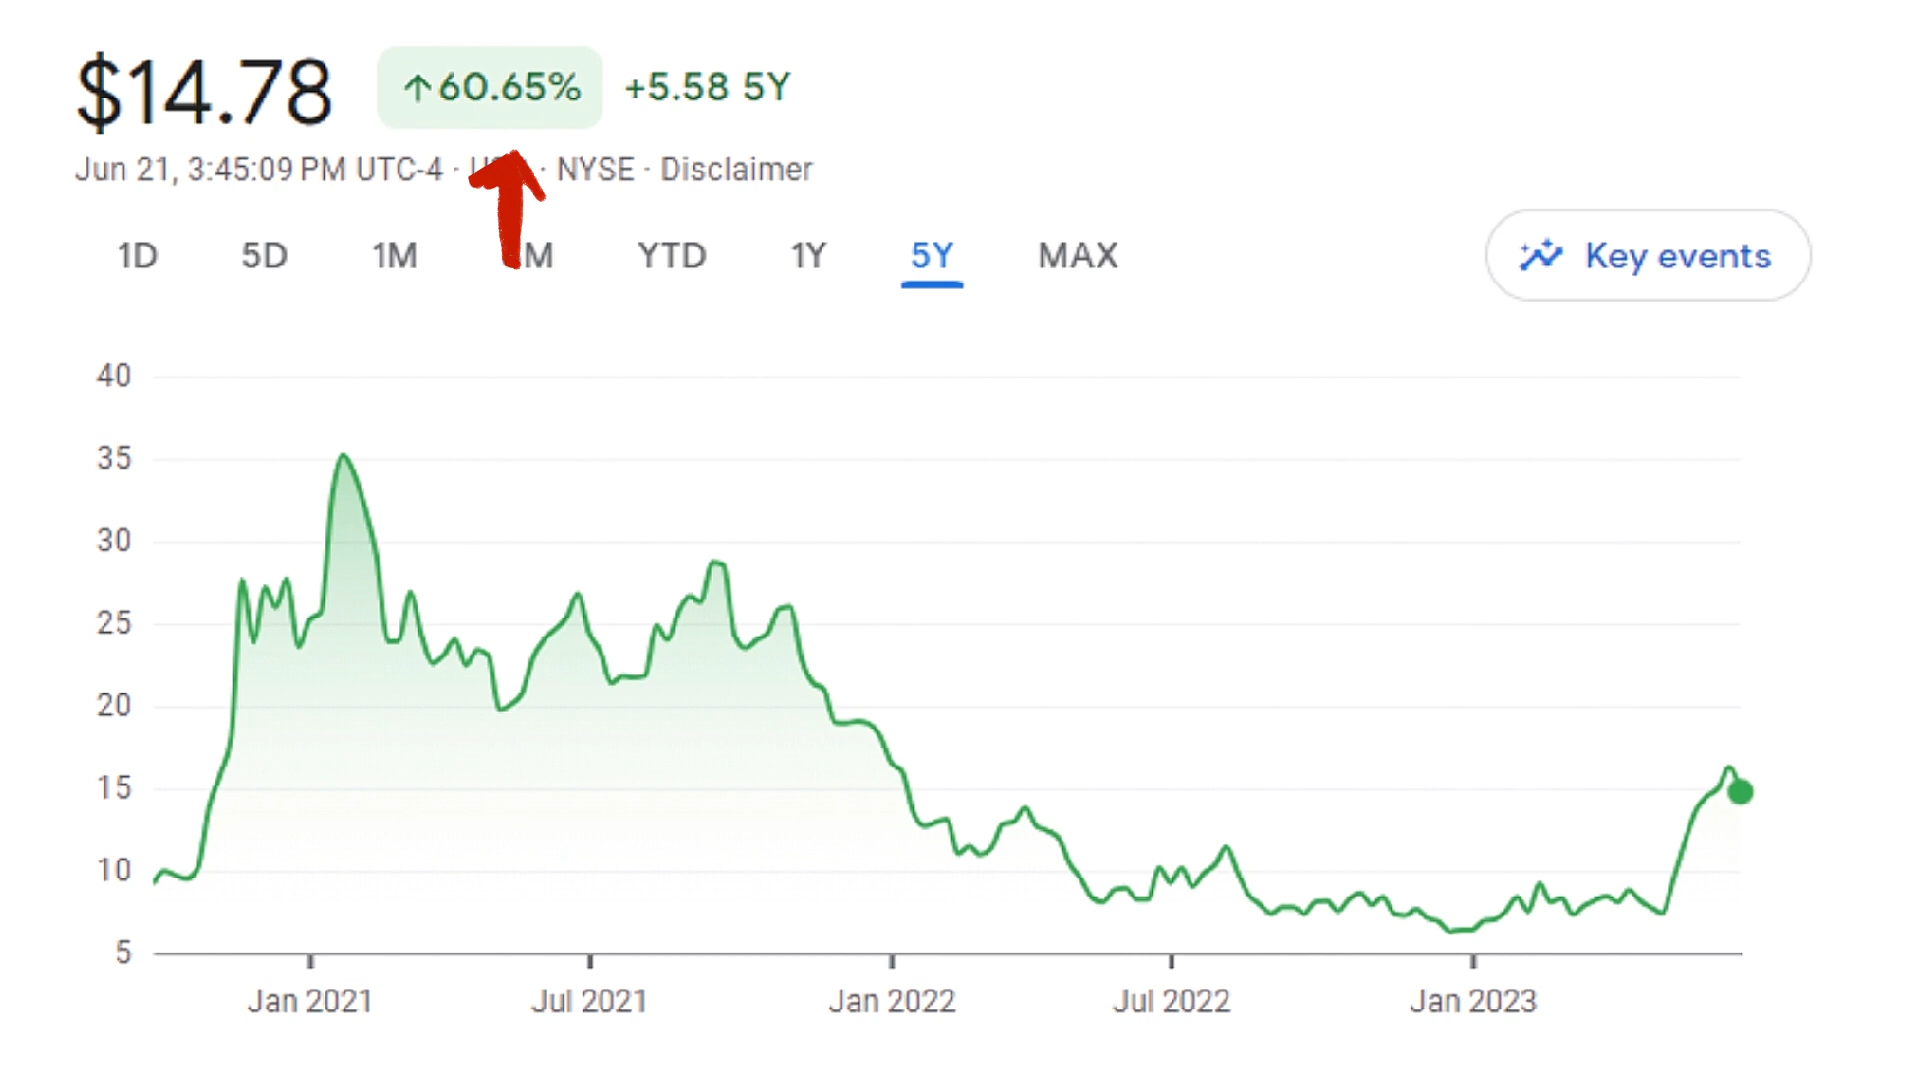 $14.78 ↑60.65% +5.58 5Y
Jun 21, 3:45:09 PM UTC-4 · · NYSE · Disclaimer
1D 5D 1M M YTD 1Y 5Y MAX Key events
40
35
30
25
20
15
10
5
Jan 2021 Jul 2021 Jan 2022 Jul 2022 Jan 2023